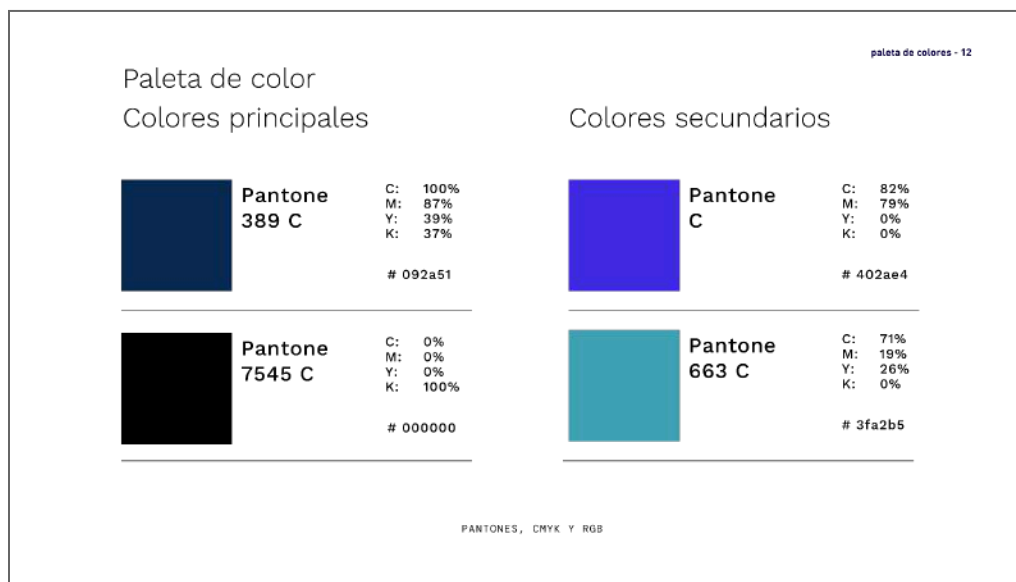 paleta de colores - 12
Paleta de color
Colores principales
Pantone
389 C
C: 100%
M: 87%
Y: 39%
K: 37%
# 092a51
Pantone
7545 C
C: 0%
M: 0%
Y: 0%
K: 100%
# 000000
Colores secundarios
Pantone
C
C: 82%
M: 79%
Y: 0%
K: 0%
# 402ae4
Pantone
663 C
C: 71%
M: 19%
Y: 26%
K: 0%
# 3fa2b5
PANTONES, CMYK Y RGB